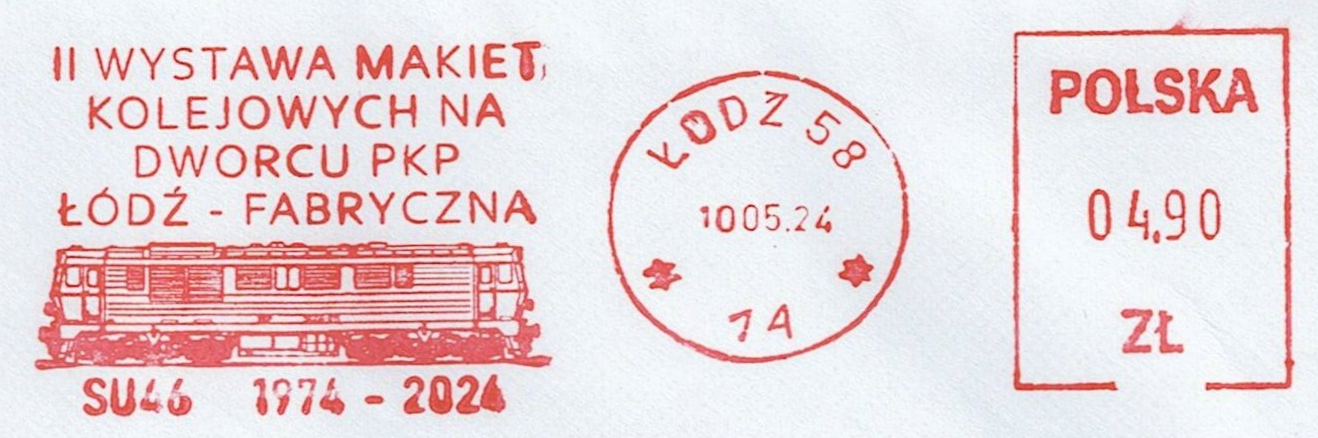 II WYSTAWA MAKIET
KOLEJOWYCH NA
DWORCU PKP
ŁÓDŹ - FABRYCZNA
SU46 1974 - 2024
ŁÓDŹ 58
10 05.24
1A
POLSKA
04.90
ZŁ